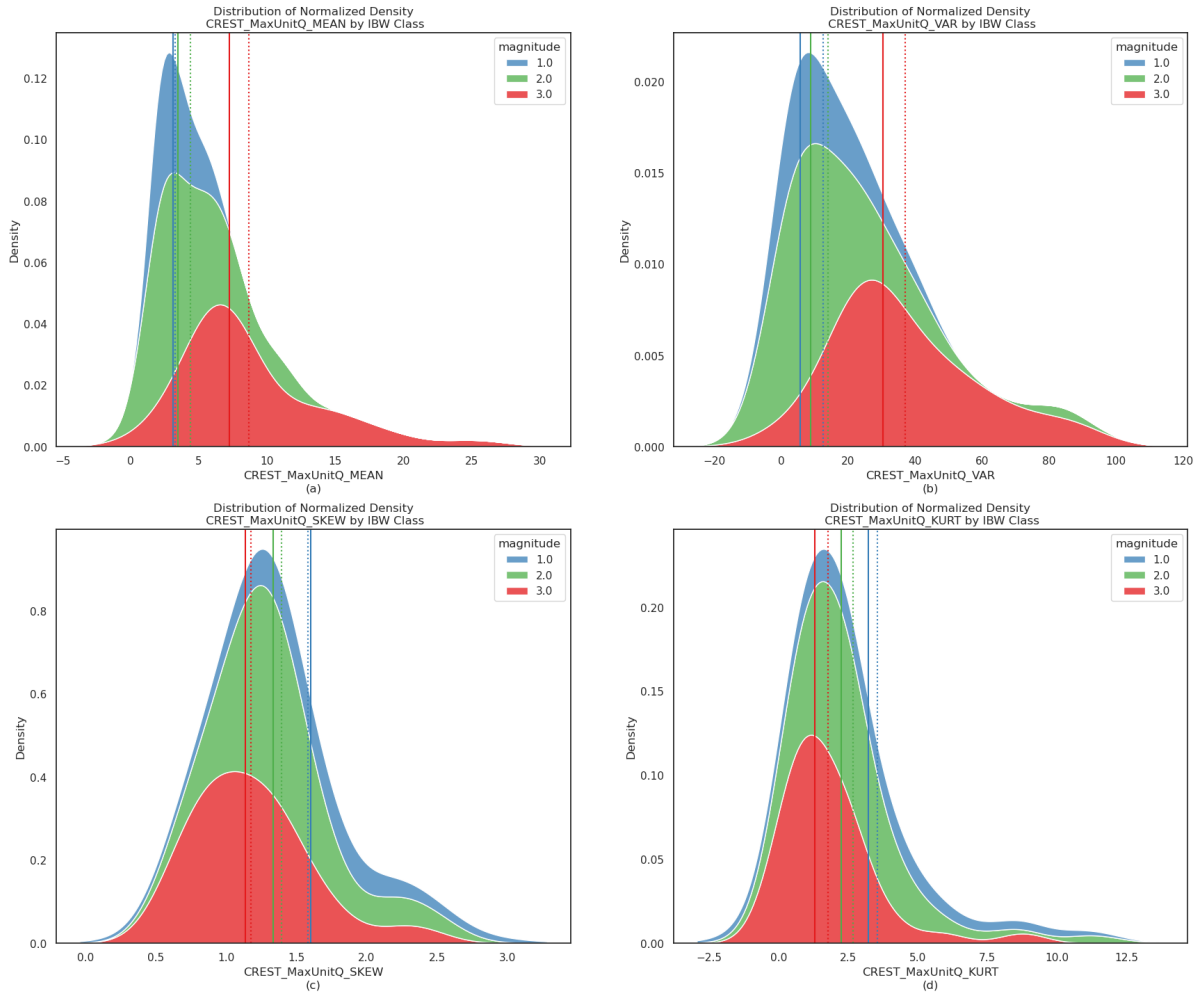 Distribution of Normalized Density
CREST_MaxUnitQ_MEAN by IBW Class
magnitude
1.0
2.0
3.0
Density
0.12
0.10
0.08
0.06
0.04
0.02
0.00
−5 0 5 10 15 20 25 30
CREST_MaxUnitQ_MEAN
(a)
Distribution of Normalized Density
CREST_MaxUnitQ_VAR by IBW Class
magnitude
1.0
2.0
3.0
Density
0.020
0.015
0.010
0.005
0.000
−20 0 20 40 60 80 100 120
CREST_MaxUnitQ_VAR
(b)
Distribution of Normalized Density
CREST_MaxUnitQ_SKEW by IBW Class
magnitude
1.0
2.0
3.0
Density
0.8
0.6
0.4
0.2
0.0
0.0 0.5 1.0 1.5 2.0 2.5 3.0
CREST_MaxUnitQ_SKEW
(c)
Distribution of Normalized Density
CREST_MaxUnitQ_KURT by IBW Class
magnitude
1.0
2.0
3.0
Density
0.20
0.15
0.10
0.05
0.00
−2.5 0.0 2.5 5.0 7.5 10.0 12.5
CREST_MaxUnitQ_KURT
(d)